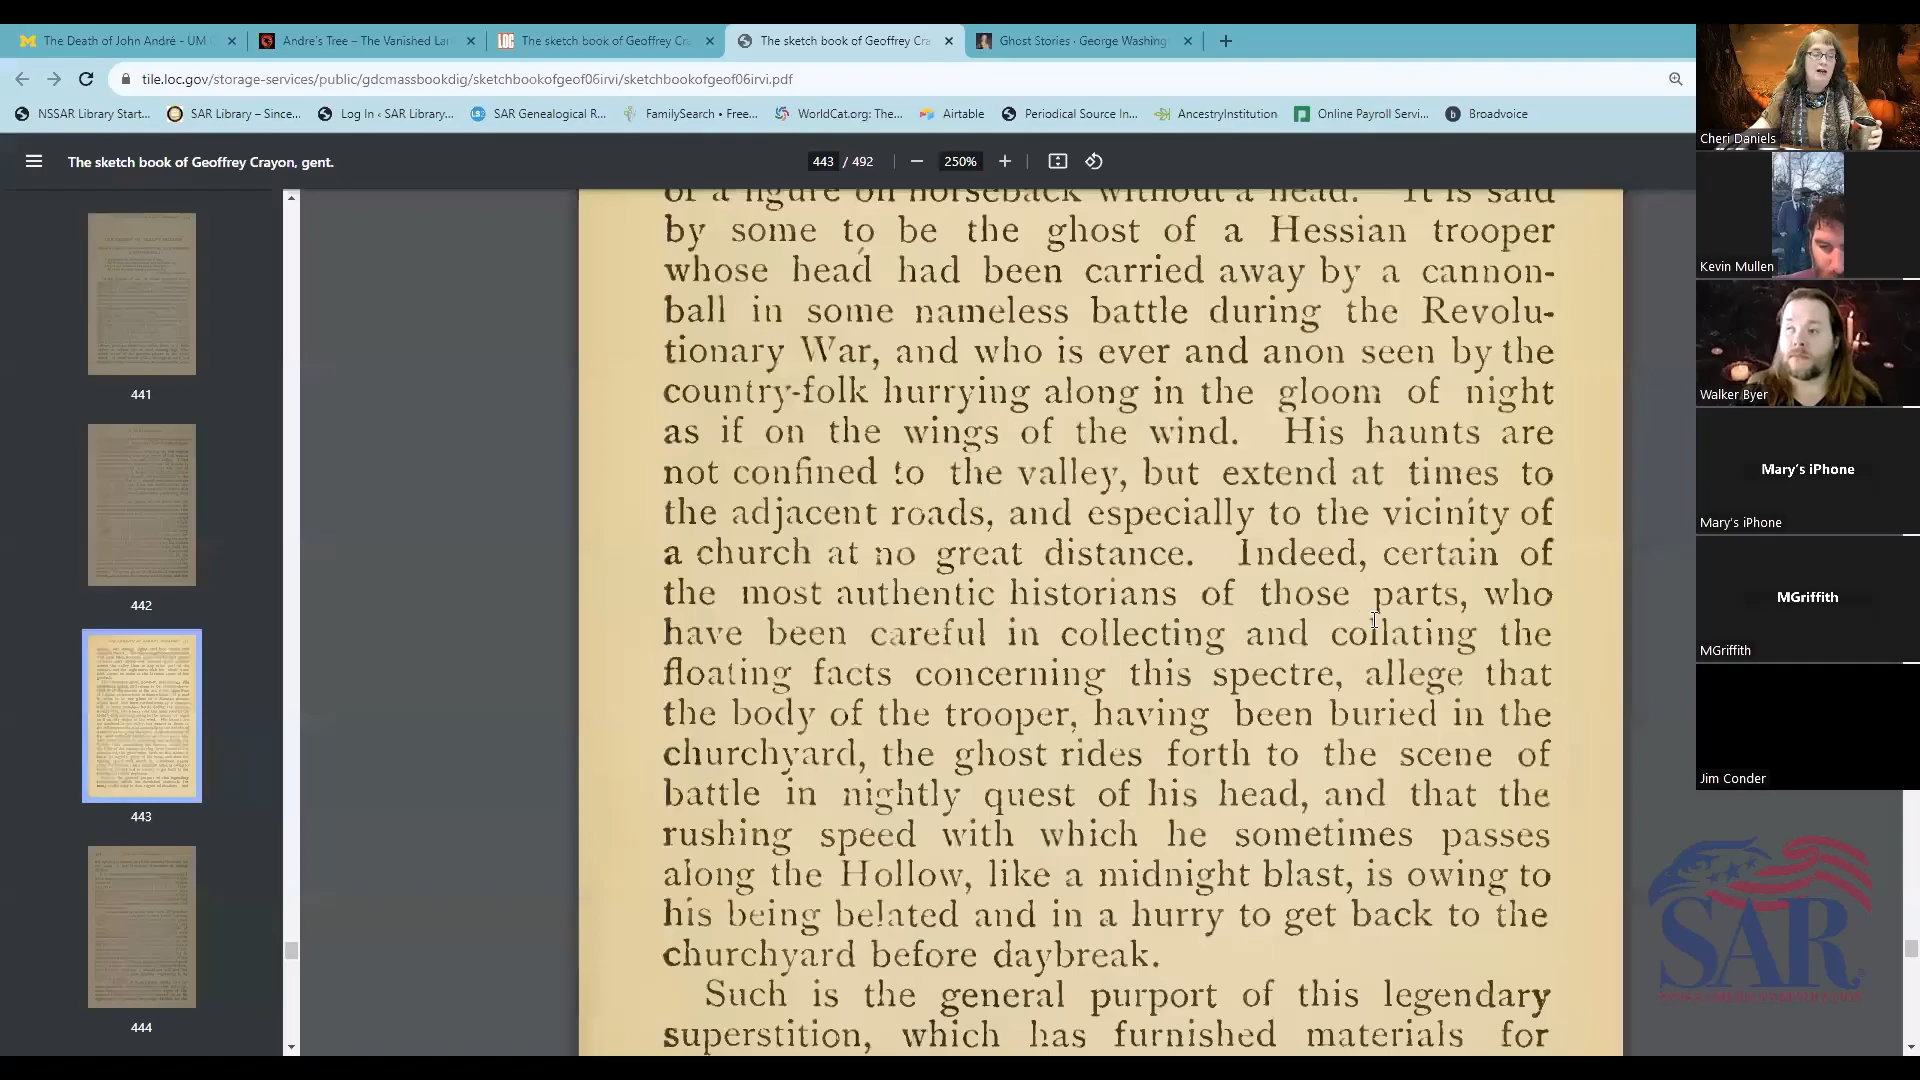 The Death of John André - UM C
Andre's Tree – The Vanished Lan
The sketch book of Geoffrey Cra
The sketch book of Geoffrey Cra
Ghost Stories · George Washing
tile.loc.gov/storage-services/public/gdcmassbookdig/sketchbookofgeof06irvi/sketchbookofgeof06irvi.pdf
NSSAR Library Start...
SAR Library – Since...
Log In ‹ SAR Library...
SAR Genealogical R...
FamilySearch • Free...
WorldCat.org: The...
Airtable
Periodical Source In...
AncestryInstitution
Online Payroll Servi...
Broadvoice
The sketch book of Geoffrey Crayon, gent.
443 / 492
250%
441
442
443
444
of a figure on horseback without a head. It is said
by some to be the ghost of a Hessian trooper
whose head had been carried away by a cannon-
ball in some nameless battle during the Revolu-
tionary War, and who is ever and anon seen by the
country-folk hurrying along in the gloom of night
as if on the wings of the wind. His haunts are
not confined to the valley, but extend at times to
the adjacent roads, and especially to the vicinity of
a church at no great distance. Indeed, certain of
the most authentic historians of those parts, who
have been careful in collecting and collating the
floating facts concerning this spectre, allege that
the body of the trooper, having been buried in the
churchyard, the ghost rides forth to the scene of
battle in nightly quest of his head, and that the
rushing speed with which he sometimes passes
along the Hollow, like a midnight blast, is owing to
his being belated and in a hurry to get back to the
churchyard before daybreak.
Such is the general purport of this legendary
superstition, which has furnished materials for
Cheri Daniels
Kevin Mullen
Walker Byer
Mary's iPhone
Mary's iPhone
MGriffith
MGriffith
Jim Conder
SAR